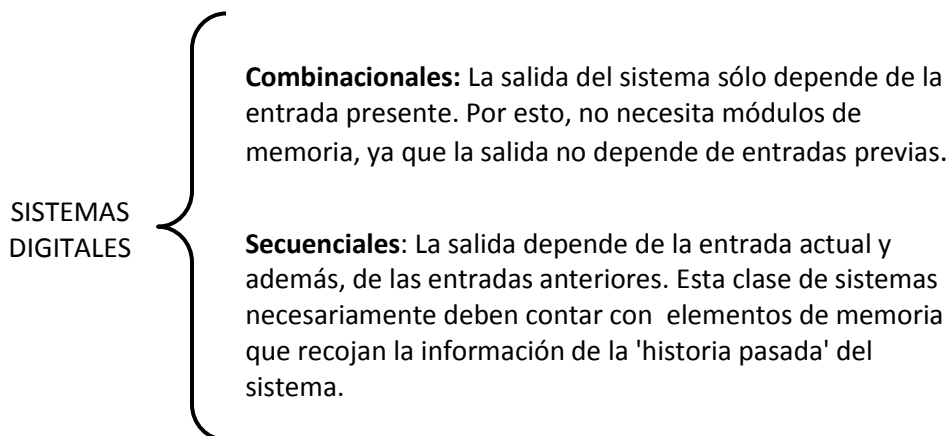 SISTEMAS
DIGITALES
Combinacionales: La salida del sistema sólo depende de la
entrada presente. Por esto, no necesita módulos de
memoria, ya que la salida no depende de entradas previas.
Secuenciales: La salida depende de la entrada actual y
además, de las entradas anteriores. Esta clase de sistemas
necesariamente deben contar con elementos de memoria
que recojan la información de la 'historia pasada' del
sistema.